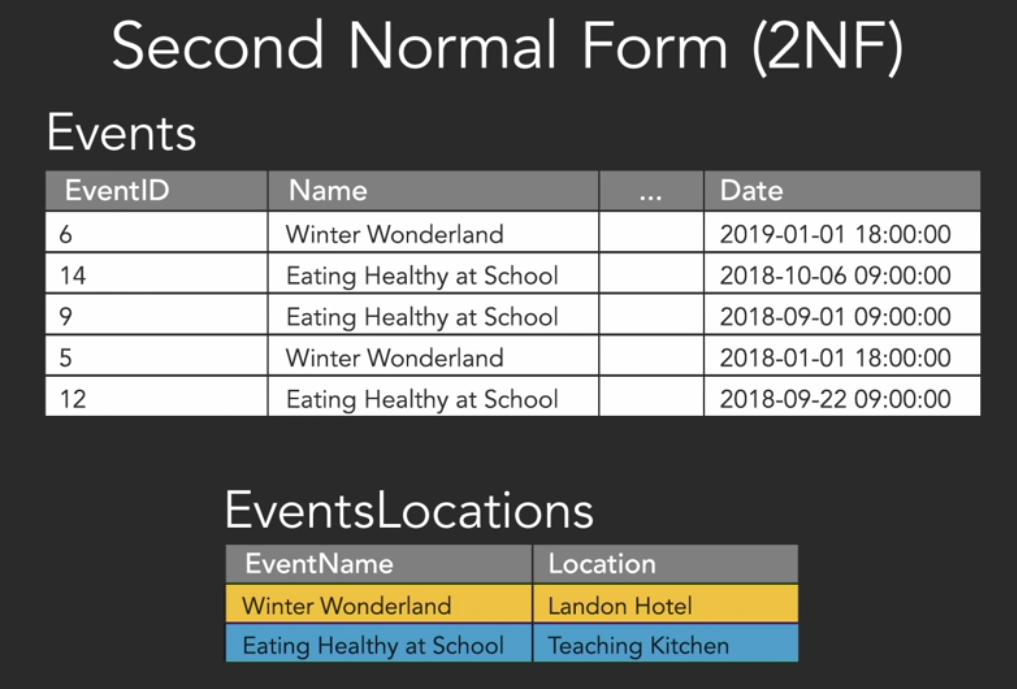 Second Normal Form (2NF)
Events
EventID Name ... Date
6 Winter Wonderland 2019-01-01 18:00:00
14 Eating Healthy at School 2018-10-06 09:00:00
9 Eating Healthy at School 2018-09-01 09:00:00
5 Winter Wonderland 2018-01-01 18:00:00
12 Eating Healthy at School 2018-09-22 09:00:00
EventsLocations
EventName Location
Winter Wonderland Landon Hotel
Eating Healthy at School Teaching Kitchen